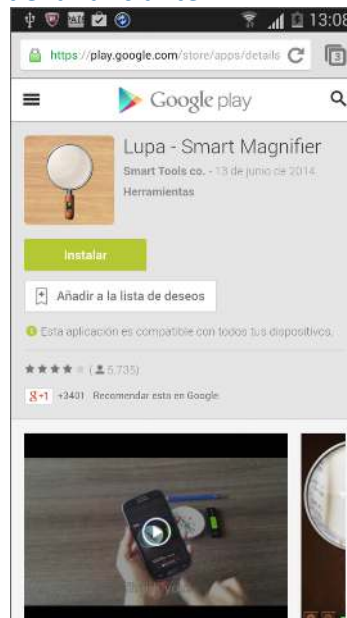 13:08
https://play.google.com/store/apps/details
3
Google play
Lupa - Smart Magnifier
Smart Tools co. - 13 de junio de 2014
Herramientas
Instalar
Añadir a la lista de deseos
Esta aplicación es compatible con todos tus dispositivos.
(5.735)
g+1 +3401 Recomendar esto en Google